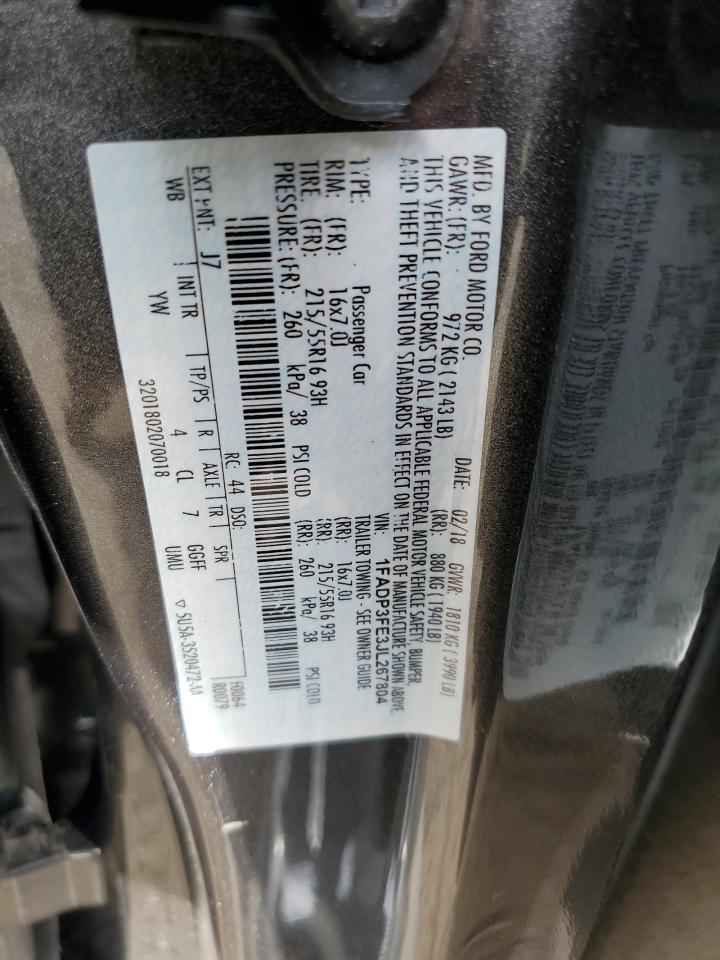 MFD. BY FORD MOTOR CO.
DATE: 02/18 GVWR: 1810 KG ( 3990 LB)
GAWR: (FR): 972 KG ( 2143 LB) (RR): 880 KG ( 1940 LB)
THIS VEHICLE CONFORMS TO ALL APPLICABLE FEDERAL MOTOR VEHICLE SAFETY, BUMPER,
AND THEFT PREVENTION STANDARDS IN EFFECT ON THE DATE OF MANUFACTURE SHOWN ABOVE.
VIN: 1FADP3FE3JL267804
TYPE: Passenger Car TRAILER TOWING - SEE OWNER GUIDE
RIM: (FR): 16x7.0J (RR): 16x7.0J
TIRE: (FR): 215/55R16 93H (RR): 215/55R16 93H
PRESSURE: (FR): 260 kPa/ 38 PSI COLD (RR): 260 kPa/ 38 PSI COLD
RC: 44 DSO:
F0064
R0079
EXT PNT: J7
INT TR TP/PS R AXLE TR SPR
WB YW 4 CL 7 GGFF UMU
3201802070018 ▽ 5U5A-3520472-AA